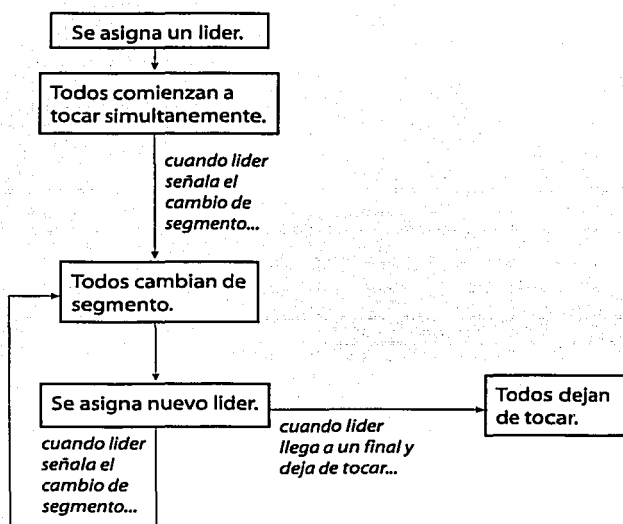 Se asigna un lider.
Todos comienzan a
tocar simultanemente.
cuando lider
señala el
cambio de
segmento...
Todos cambian de
segmento.
Se asigna nuevo lider.
cuando lider
señala el
cambio de
segmento...
cuando lider
llega a un final y
deja de tocar...
Todos dejan
de tocar.